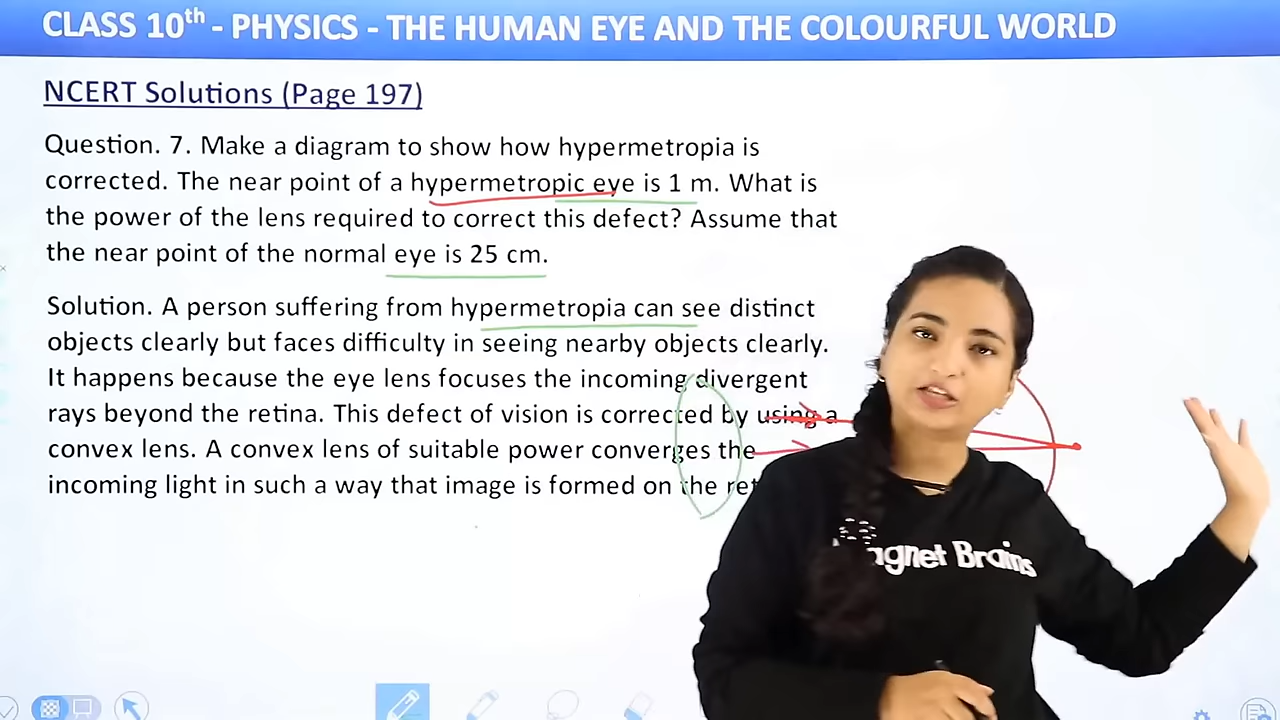 CLASS 10th - PHYSICS - THE HUMAN EYE AND THE COLOURFUL WORLD
NCERT Solutions (Page 197)
Question. 7. Make a diagram to show how hypermetropia is
corrected. The near point of a hypermetropic eye is 1 m. What is
the power of the lens required to correct this defect? Assume that
the near point of the normal eye is 25 cm.
Solution. A person suffering from hypermetropia can see distinct
objects clearly but faces difficulty in seeing nearby objects clearly.
It happens because the eye lens focuses the incoming divergent
rays beyond the retina. This defect of vision is corrected by using a
convex lens. A convex lens of suitable power converges the
incoming light in such a way that image is formed on the
agnet Brains